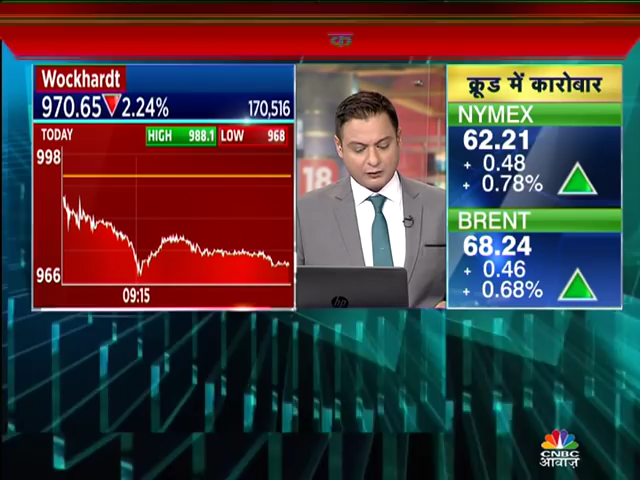 क
Wockhardt
970.65 2.24% 170,516
TODAY HIGH 988.1 LOW 968
998
966
09:15
18
hp
क्रूड में कारोबार
NYMEX
62.21
+ 0.48
+ 0.78%
BRENT
68.24
+ 0.46
+ 0.68%
CNBC
आवाज़